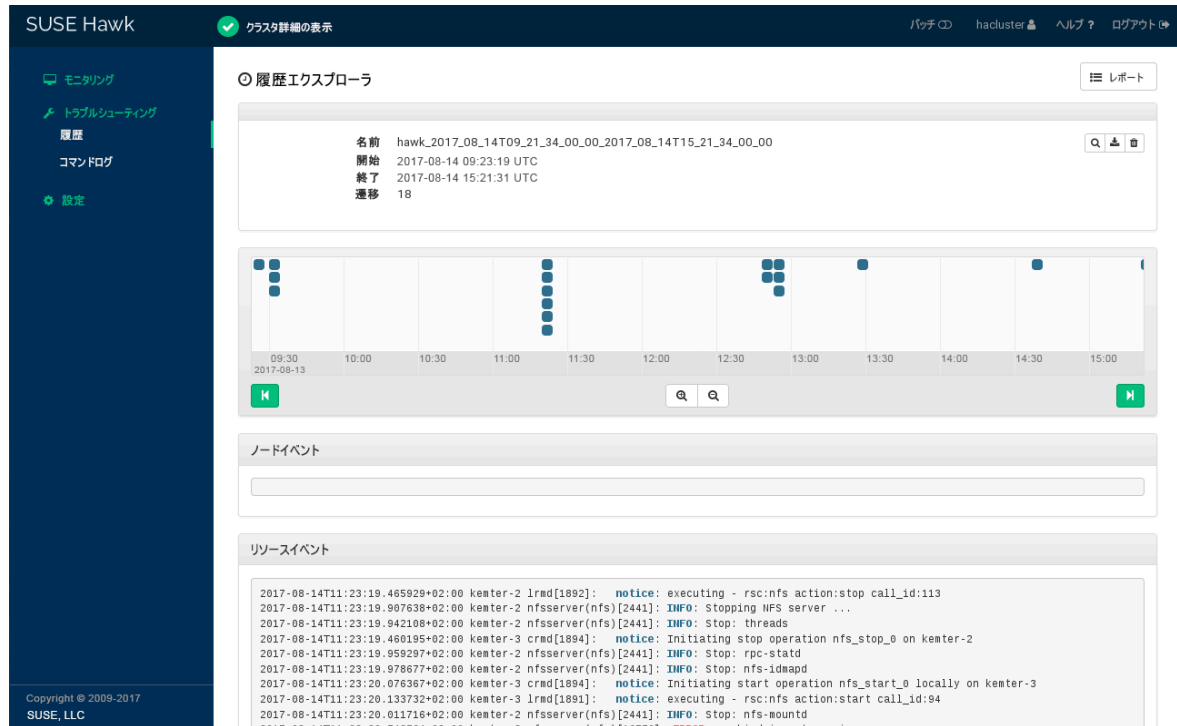 SUSE Hawk
クラスタ詳細の表示
パッチ
hacluster
ヘルプ ?
ログアウト
モニタリング
トラブルシューティング
履歴
コマンドログ
設定
履歴エクスプローラ
レポート
名前 hawk_2017_08_14T09_21_34_00_00_2017_08_14T15_21_34_00_00
開始 2017-08-14 09:23:19 UTC
終了 2017-08-14 15:21:31 UTC
遷移 18
09:30 10:00 10:30 11:00 11:30 12:00 12:30 13:00 13:30 14:00 14:30 15:00
2017-08-13
ノードイベント
リソースイベント
2017-08-14T11:23:19.465929+02:00 kemter-2 lrmd[1892]: notice: executing - rsc:nfs action:stop call_id:113
2017-08-14T11:23:19.907638+02:00 kemter-2 nfsserver(nfs)[2441]: INFO: Stopping NFS server ...
2017-08-14T11:23:19.942108+02:00 kemter-2 nfsserver(nfs)[2441]: INFO: Stop: threads
2017-08-14T11:23:19.460195+02:00 kemter-3 crmd[1894]: notice: Initiating stop operation nfs_stop_0 on kemter-2
2017-08-14T11:23:19.959297+02:00 kemter-2 nfsserver(nfs)[2441]: INFO: Stop: rpc-statd
2017-08-14T11:23:19.978677+02:00 kemter-2 nfsserver(nfs)[2441]: INFO: Stop: nfs-idmapd
2017-08-14T11:23:20.076367+02:00 kemter-3 crmd[1894]: notice: Initiating start operation nfs_start_0 locally on kemter-3
2017-08-14T11:23:20.133732+02:00 kemter-3 lrmd[1891]: notice: executing - rsc:nfs action:start call_id:94
2017-08-14T11:23:20.011716+02:00 kemter-2 nfsserver(nfs)[2441]: INFO: Stop: nfs-mountd
Copyright © 2009-2017
SUSE, LLC